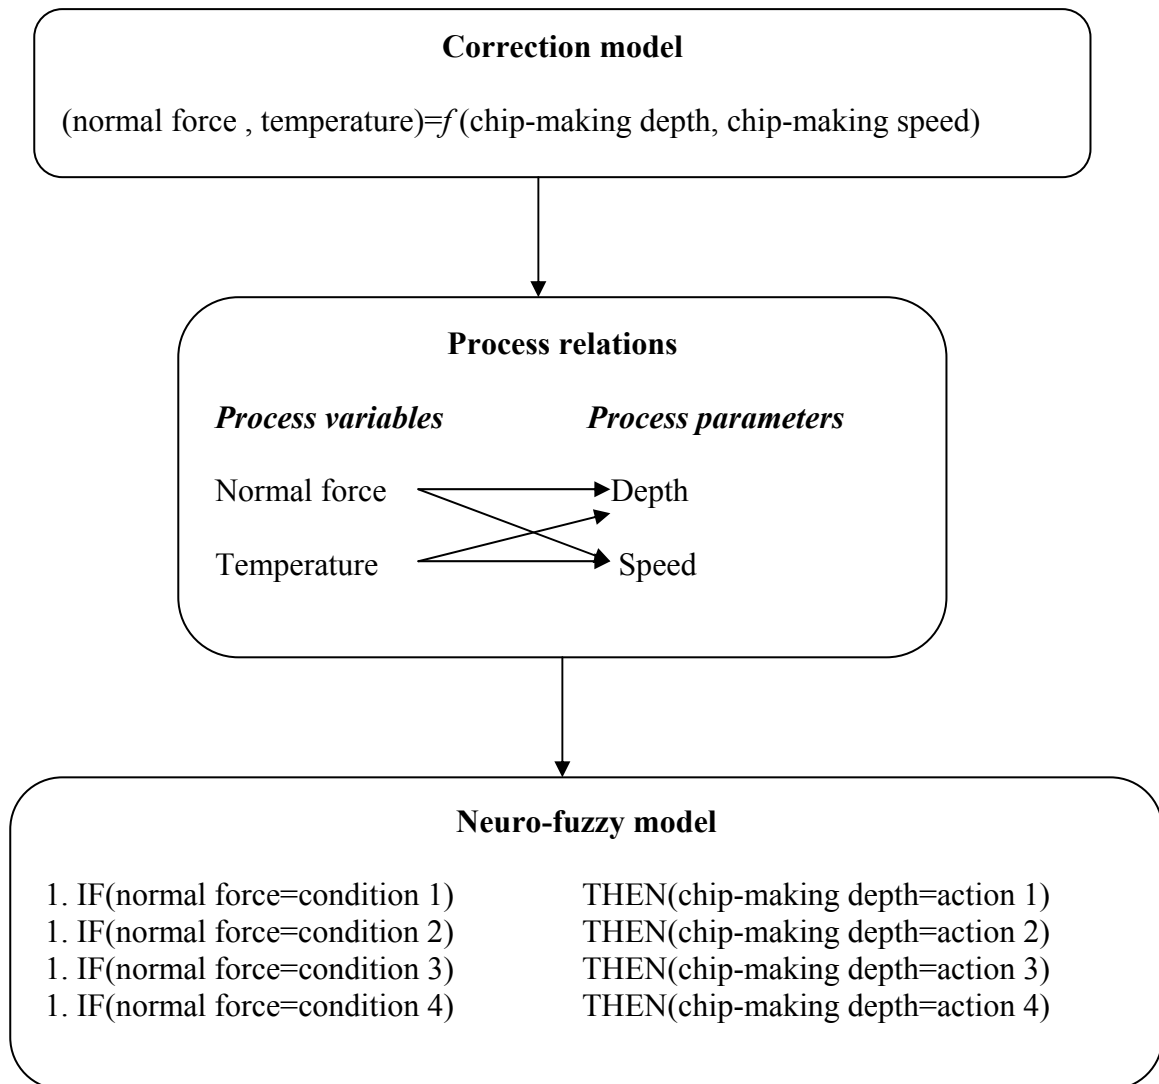 Correction model
(normal force , temperature)=f (chip-making depth, chip-making speed)
Process relations
Process variables Process parameters
Normal force Depth
Temperature Speed
Neuro-fuzzy model
1. IF(normal force=condition 1) THEN(chip-making depth=action 1)
1. IF(normal force=condition 2) THEN(chip-making depth=action 2)
1. IF(normal force=condition 3) THEN(chip-making depth=action 3)
1. IF(normal force=condition 4) THEN(chip-making depth=action 4)